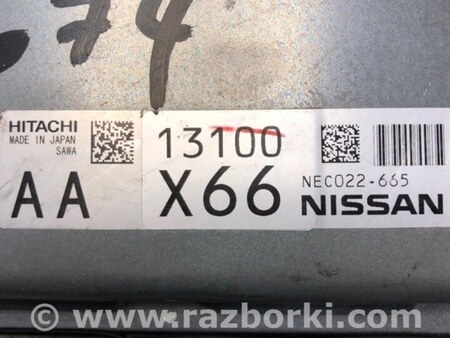 HITACHI
MADE IN JAPAN
SAWA
AA
13100
X66
NEC022-665
NISSAN
© www.razborki.com